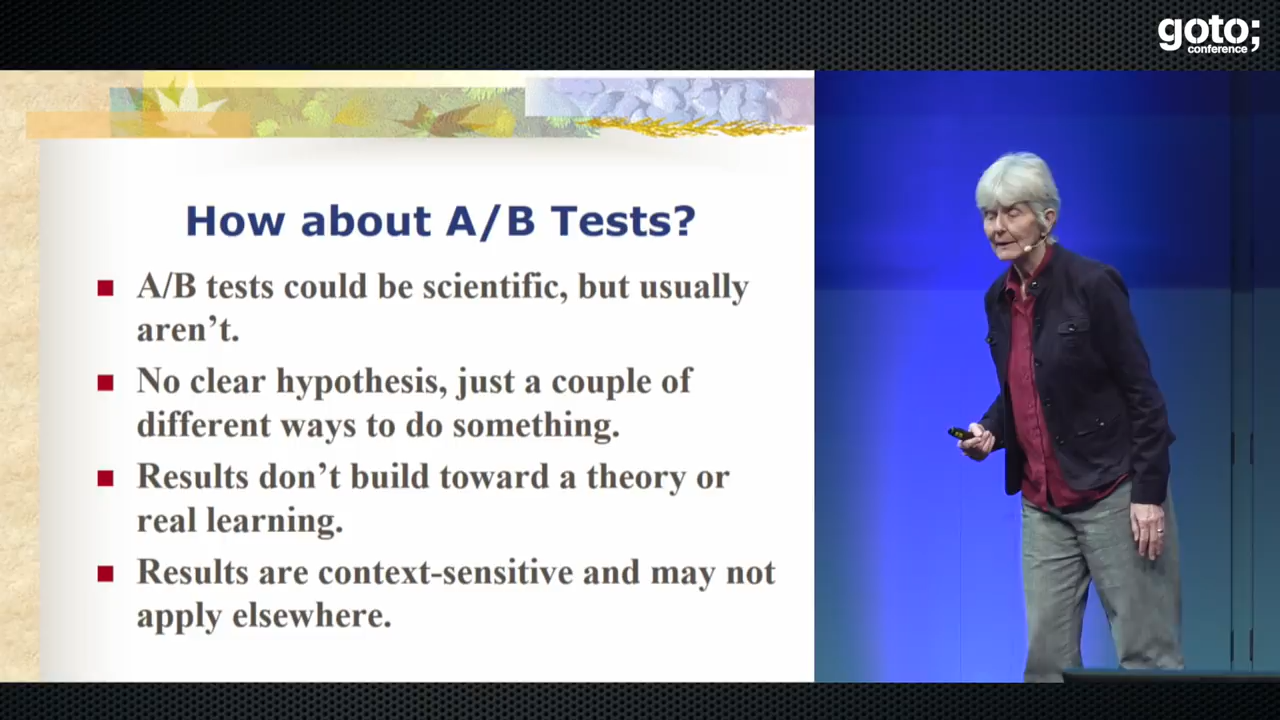 goto;
conference
How about A/B Tests?
A/B tests could be scientific, but usually
aren’t.
No clear hypothesis, just a couple of
different ways to do something.
Results don’t build toward a theory or
real learning.
Results are context-sensitive and may not
apply elsewhere.